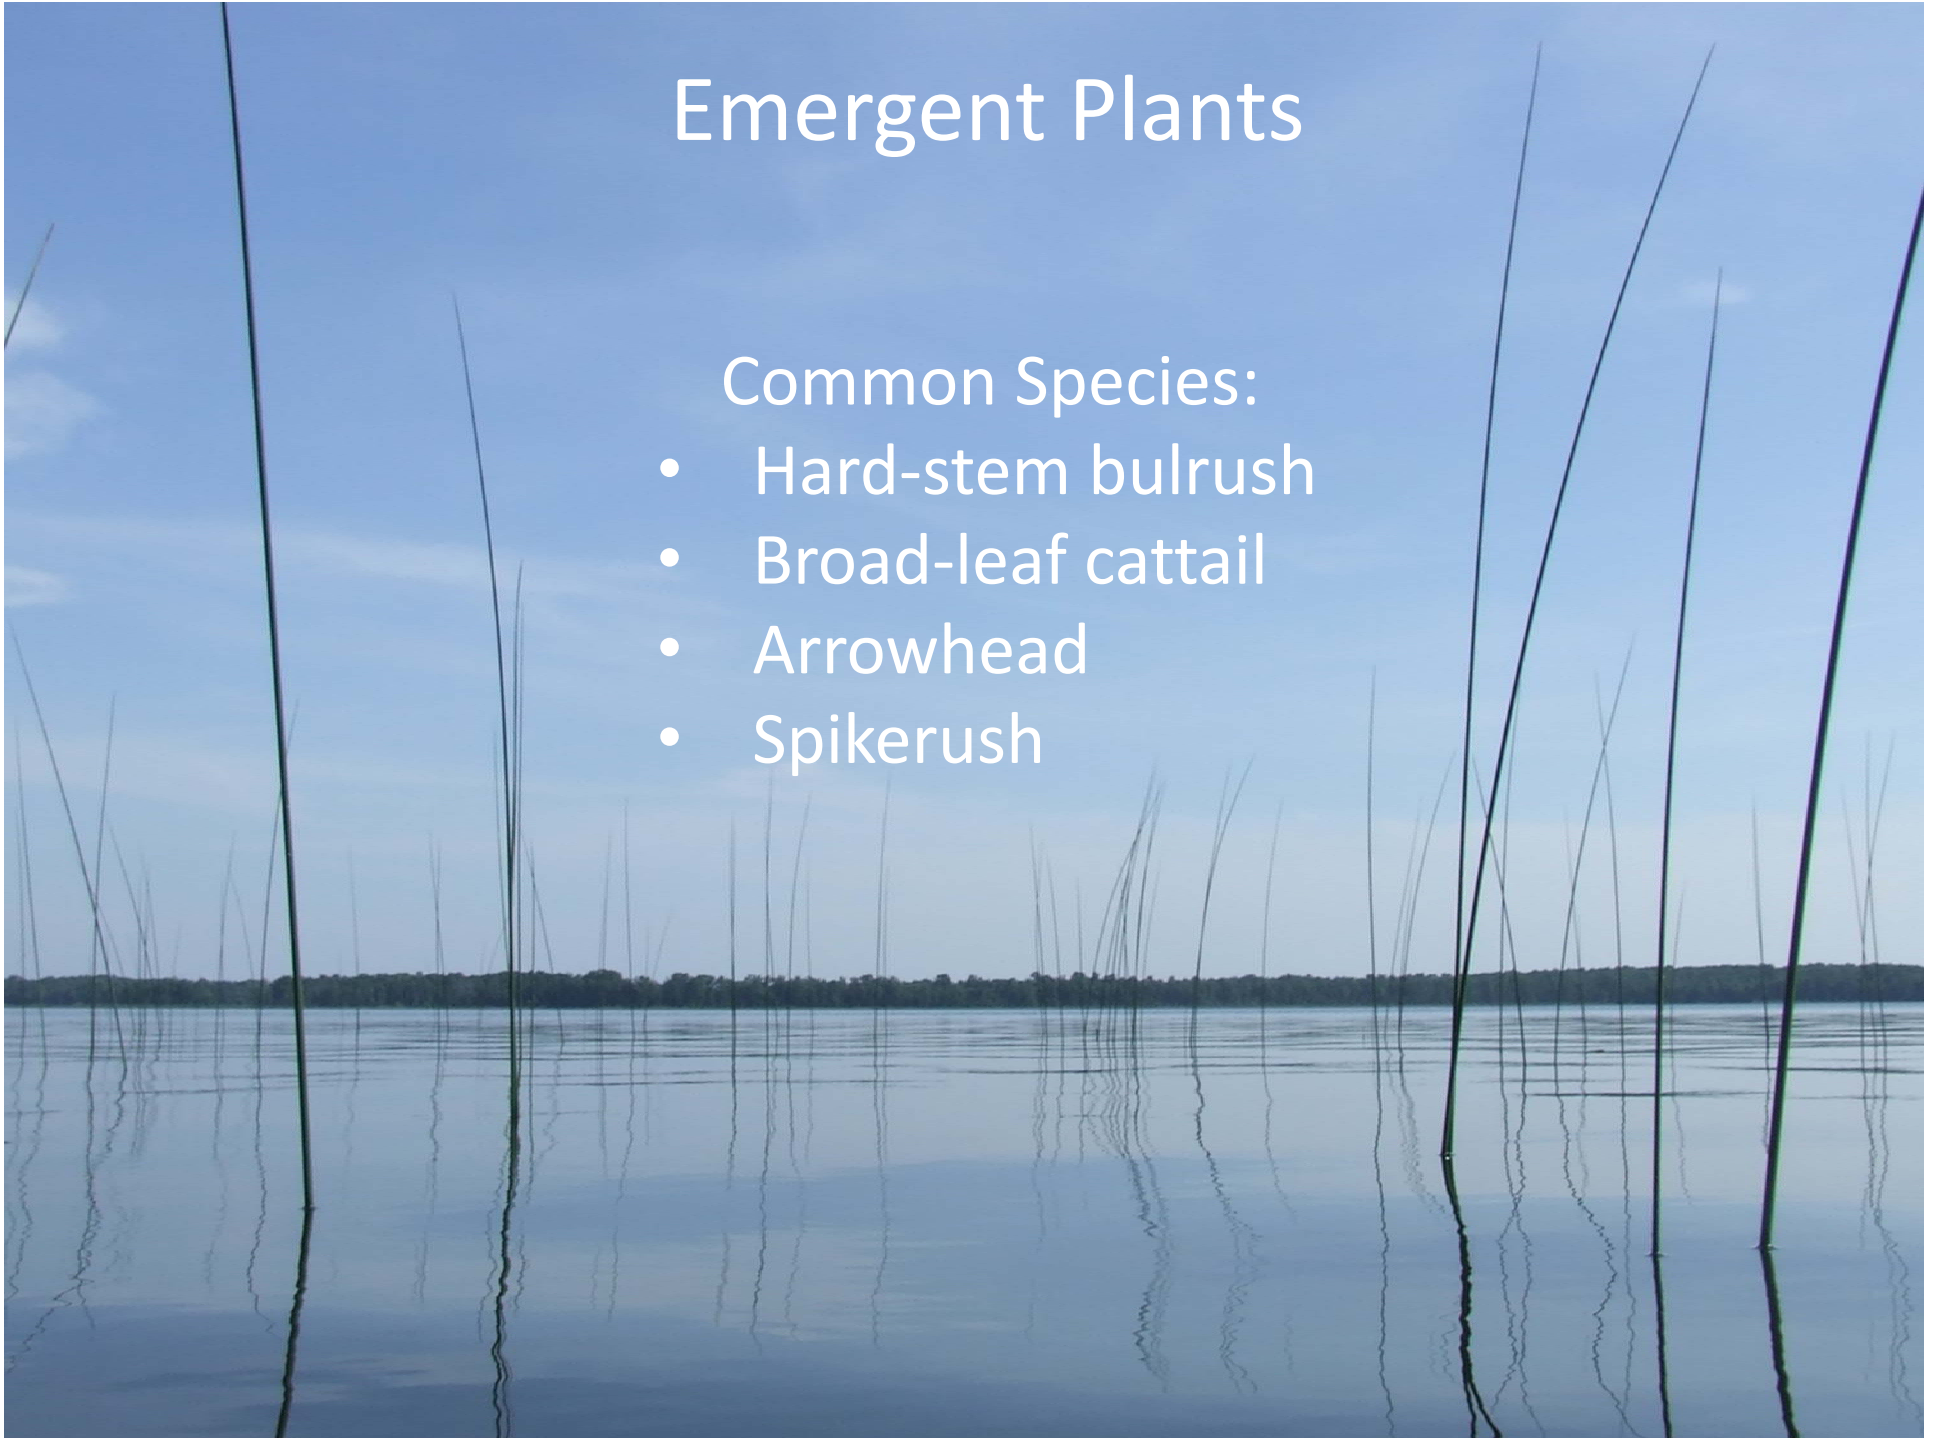 Emergent Plants
Common Species:
• Hard-stem bulrush
• Broad-leaf cattail
• Arrowhead
• Spikerush